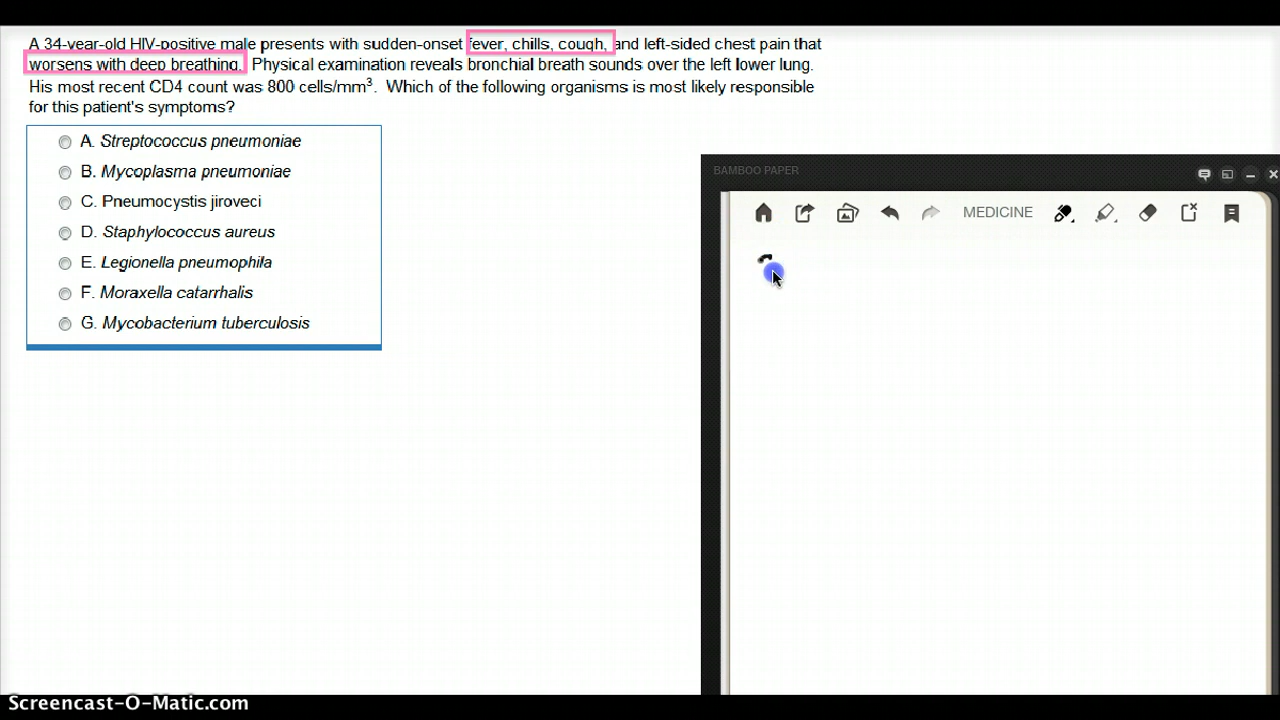 A 34-year-old HIV-positive male presents with sudden-onset fever, chills, cough, and left-sided chest pain that
worsens with deep breathing. Physical examination reveals bronchial breath sounds over the left lower lung.
His most recent CD4 count was 800 cells/mm³. Which of the following organisms is most likely responsible
for this patient's symptoms?
A. Streptococcus pneumoniae
B. Mycoplasma pneumoniae
C. Pneumocystis jiroveci
D. Staphylococcus aureus
E. Legionella pneumophila
F. Moraxella catarrhalis
G. Mycobacterium tuberculosis
BAMBOO PAPER
MEDICINE
Screencast-O-Matic.com